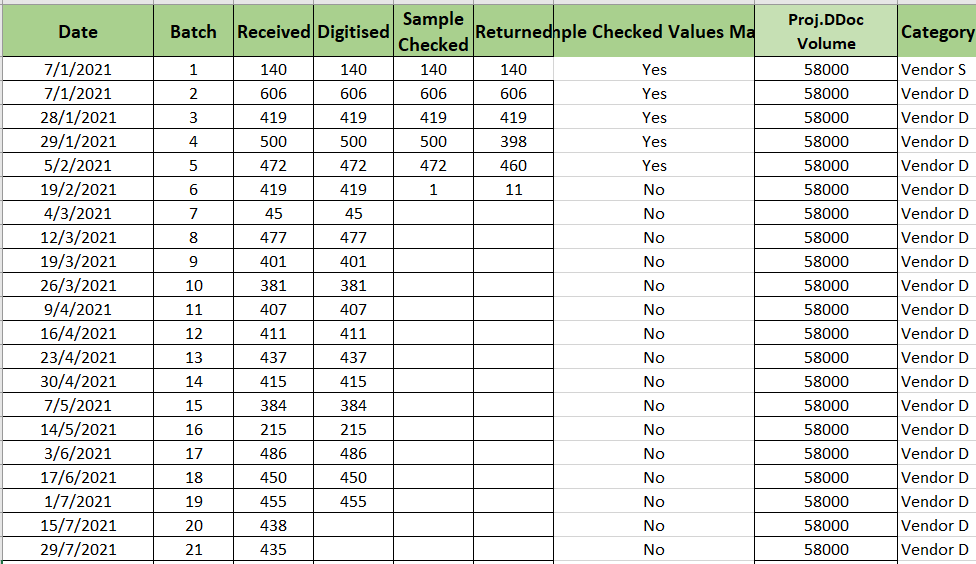 Date Batch Received Digitised Sample Checked Returned ple Checked Values Ma Proj.DDoc Volume Category
7/1/2021 1 140 140 140 140 Yes 58000 Vendor S
7/1/2021 2 606 606 606 606 Yes 58000 Vendor D
28/1/2021 3 419 419 419 419 Yes 58000 Vendor D
29/1/2021 4 500 500 500 398 Yes 58000 Vendor D
5/2/2021 5 472 472 472 460 Yes 58000 Vendor D
19/2/2021 6 419 419 1 11 No 58000 Vendor D
4/3/2021 7 45 45 No 58000 Vendor D
12/3/2021 8 477 477 No 58000 Vendor D
19/3/2021 9 401 401 No 58000 Vendor D
26/3/2021 10 381 381 No 58000 Vendor D
9/4/2021 11 407 407 No 58000 Vendor D
16/4/2021 12 411 411 No 58000 Vendor D
23/4/2021 13 437 437 No 58000 Vendor D
30/4/2021 14 415 415 No 58000 Vendor D
7/5/2021 15 384 384 No 58000 Vendor D
14/5/2021 16 215 215 No 58000 Vendor D
3/6/2021 17 486 486 No 58000 Vendor D
17/6/2021 18 450 450 No 58000 Vendor D
1/7/2021 19 455 455 No 58000 Vendor D
15/7/2021 20 438 No 58000 Vendor D
29/7/2021 21 435 No 58000 Vendor D